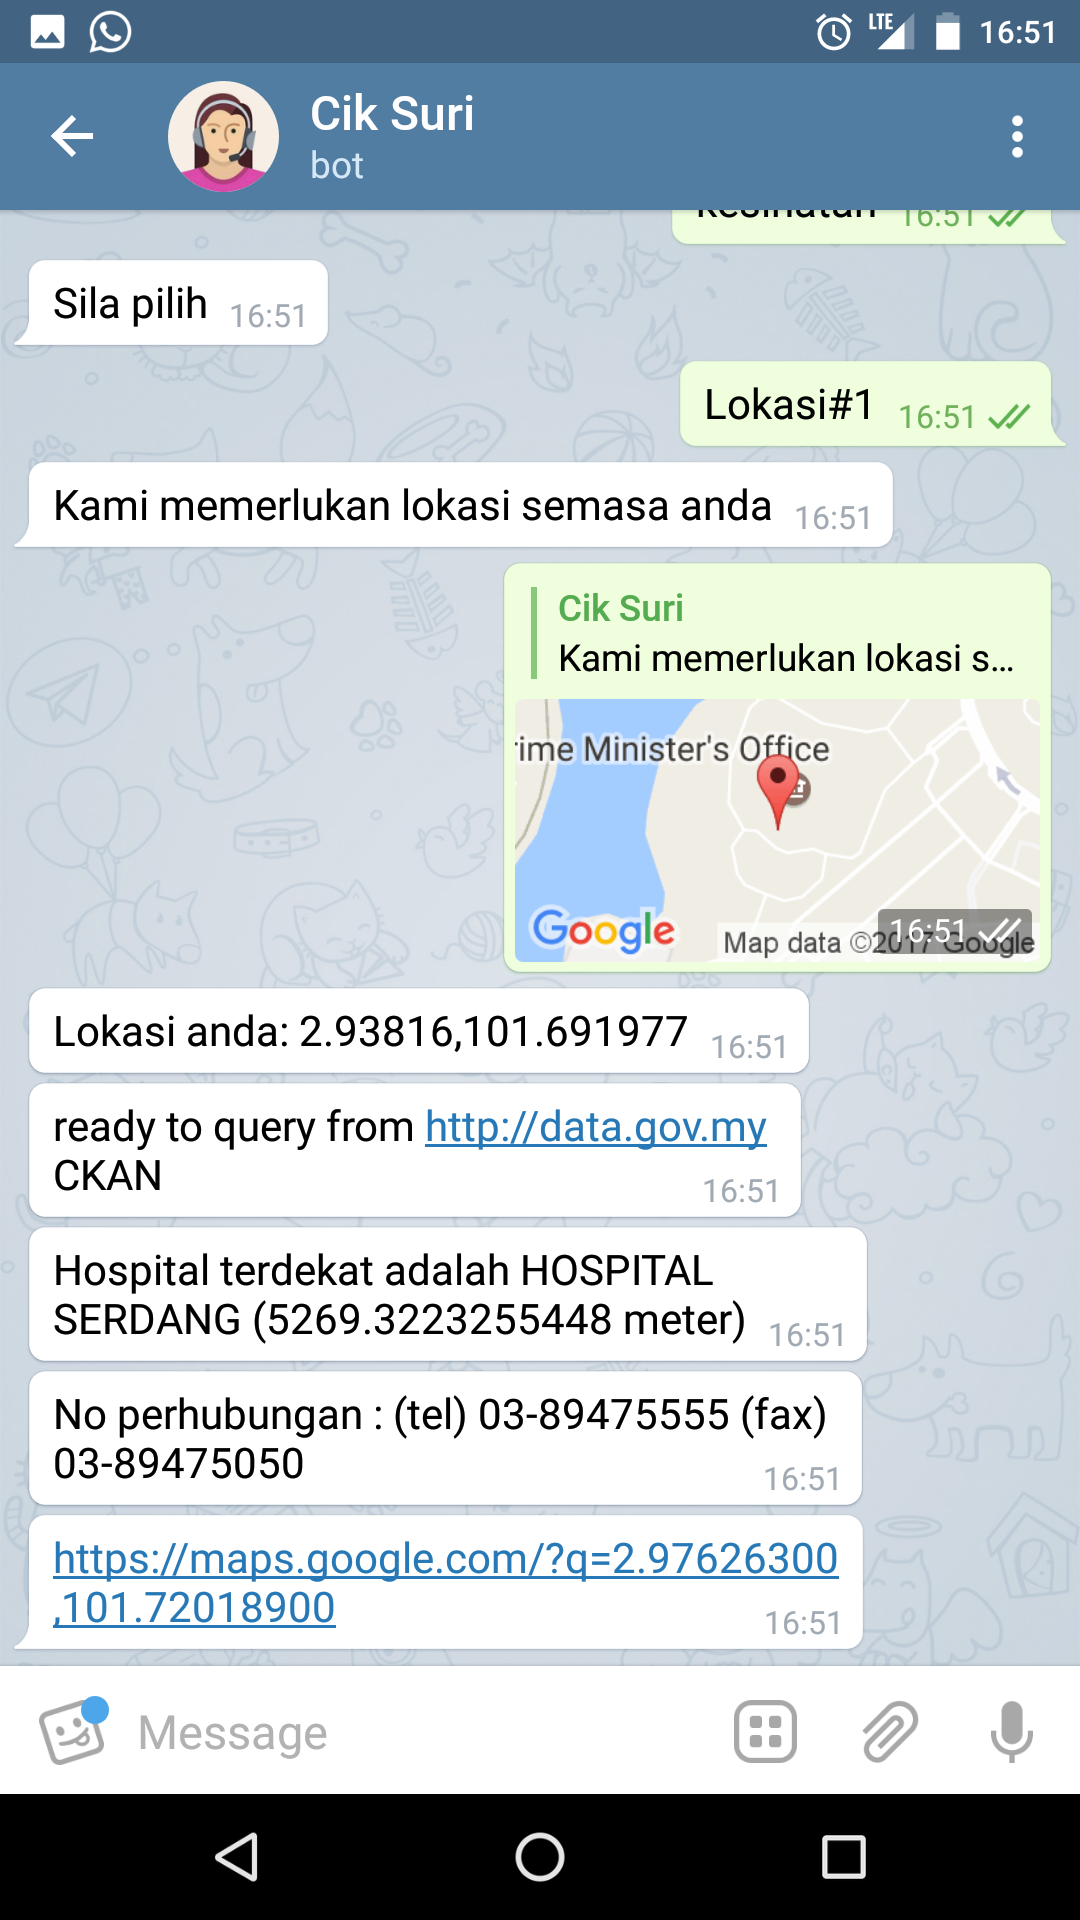 LTE 16:51
Cik Suri
bot
16:51
Sila pilih 16:51
Lokasi#1 16:51
Kami memerlukan lokasi semasa anda 16:51
Cik Suri
Kami memerlukan lokasi s...
rime Minister's Office
Google
Map data ©2017 Google
16:51
Lokasi anda: 2.93816,101.691977 16:51
ready to query from http://data.gov.my
CKAN 16:51
Hospital terdekat adalah HOSPITAL
SERDANG (5269.3223255448 meter) 16:51
No perhubungan : (tel) 03-89475555 (fax)
03-89475050 16:51
https://maps.google.com/?q=2.97626300
,101.72018900 16:51
Message